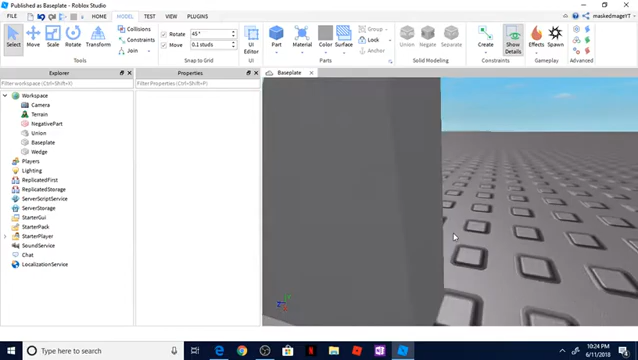 Published as Baseplate - Roblox Studio
FILE
HOME
MODEL
TEST
VIEW
PLUGINS
maskedmageYT
Select
Move
Scale
Rotate
Transform
Collisions
Constraints
Join
Tools
Rotate
45°
Move
0.1 studs
Snap to Grid
UI
Editor
Part
Material
Color
Surface
Group
Lock
Anchor
Parts
Union
Negate
Separate
Solid Modeling
Create
Show
Details
Constraints
Effects
Spawn
Gameplay
Advanced
Explorer
Filter workspace (Ctrl+Shift+X)
Workspace
Camera
Terrain
NegativePart
Union
Baseplate
Wedge
Players
Lighting
ReplicatedFirst
ReplicatedStorage
ServerScriptService
ServerStorage
StarterGui
StarterPack
StarterPlayer
SoundService
Chat
LocalizationService
Properties
Filter Properties (Ctrl+Shift+P)
Baseplate
Type here to search
10:24 PM
6/11/2018